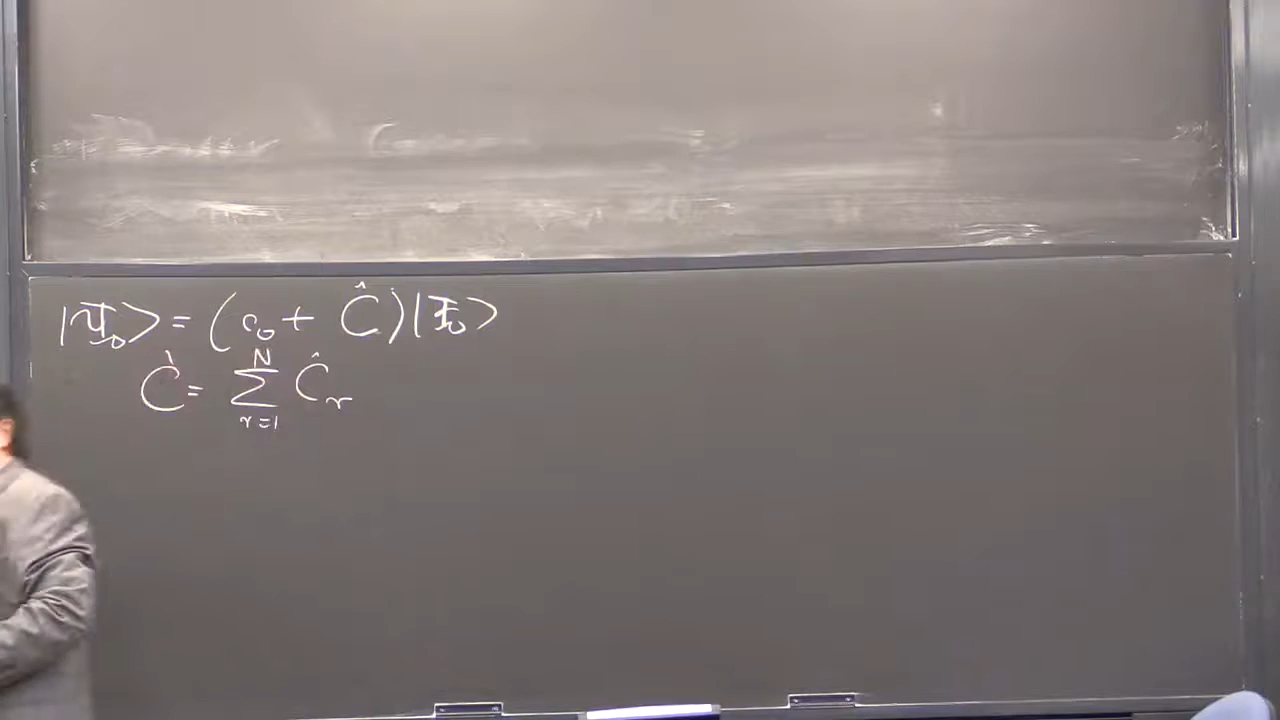 |Ψ₀⟩ = (c₀ + Ĉ)|Φ₀⟩
Ĉ = ∑_{r=1}^{N} Ĉ_r